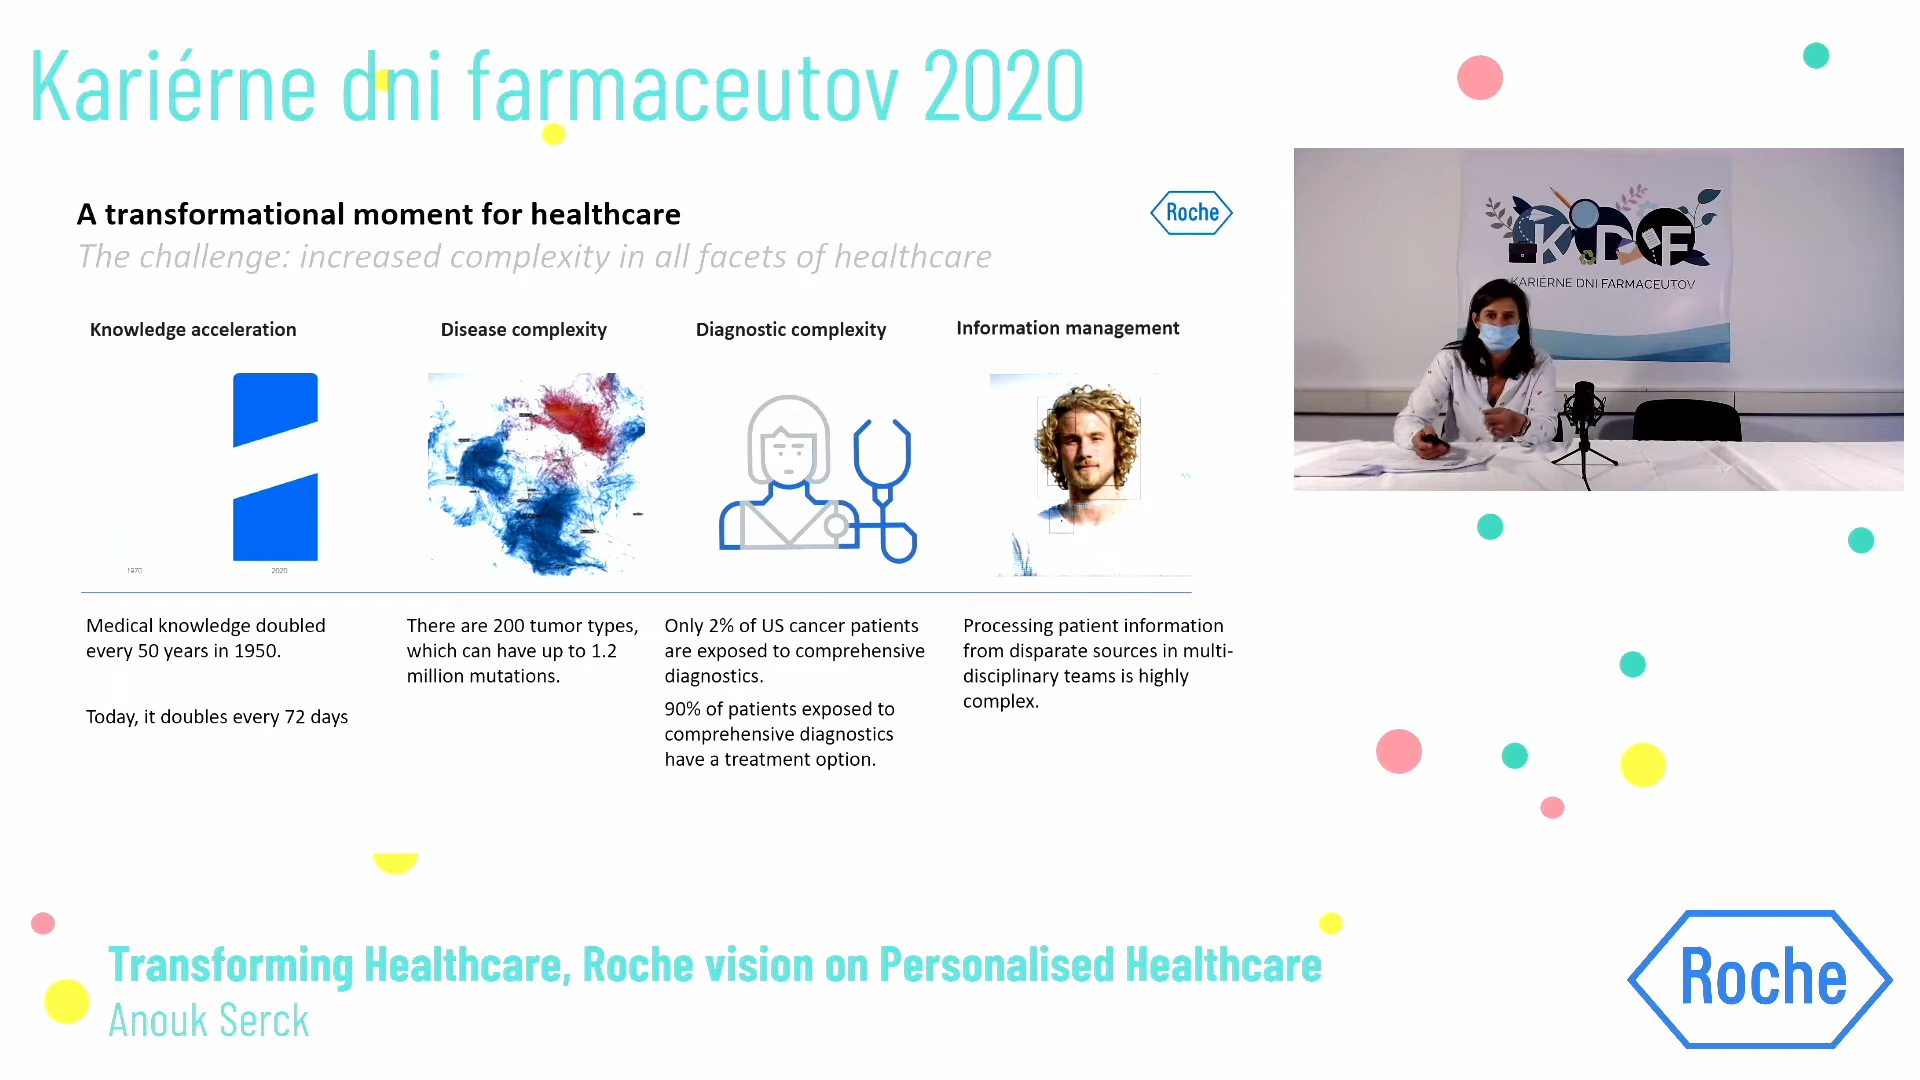 Kariérne dni farmaceutov 2020
A transformational moment for healthcare
Roche
The challenge: increased complexity in all facets of healthcare
KDF
KARIÉRNE DNI FARMACEUTOV
Knowledge acceleration
Disease complexity
Diagnostic complexity
Information management
1970
2020
Medical knowledge doubled
every 50 years in 1950.
Today, it doubles every 72 days
There are 200 tumor types,
which can have up to 1.2
million mutations.
Only 2% of US cancer patients
are exposed to comprehensive
diagnostics.
90% of patients exposed to
comprehensive diagnostics
have a treatment option.
Processing patient information
from disparate sources in multi-
disciplinary teams is highly
complex.
Transforming Healthcare, Roche vision on Personalised Healthcare
Anouk Serck
Roche